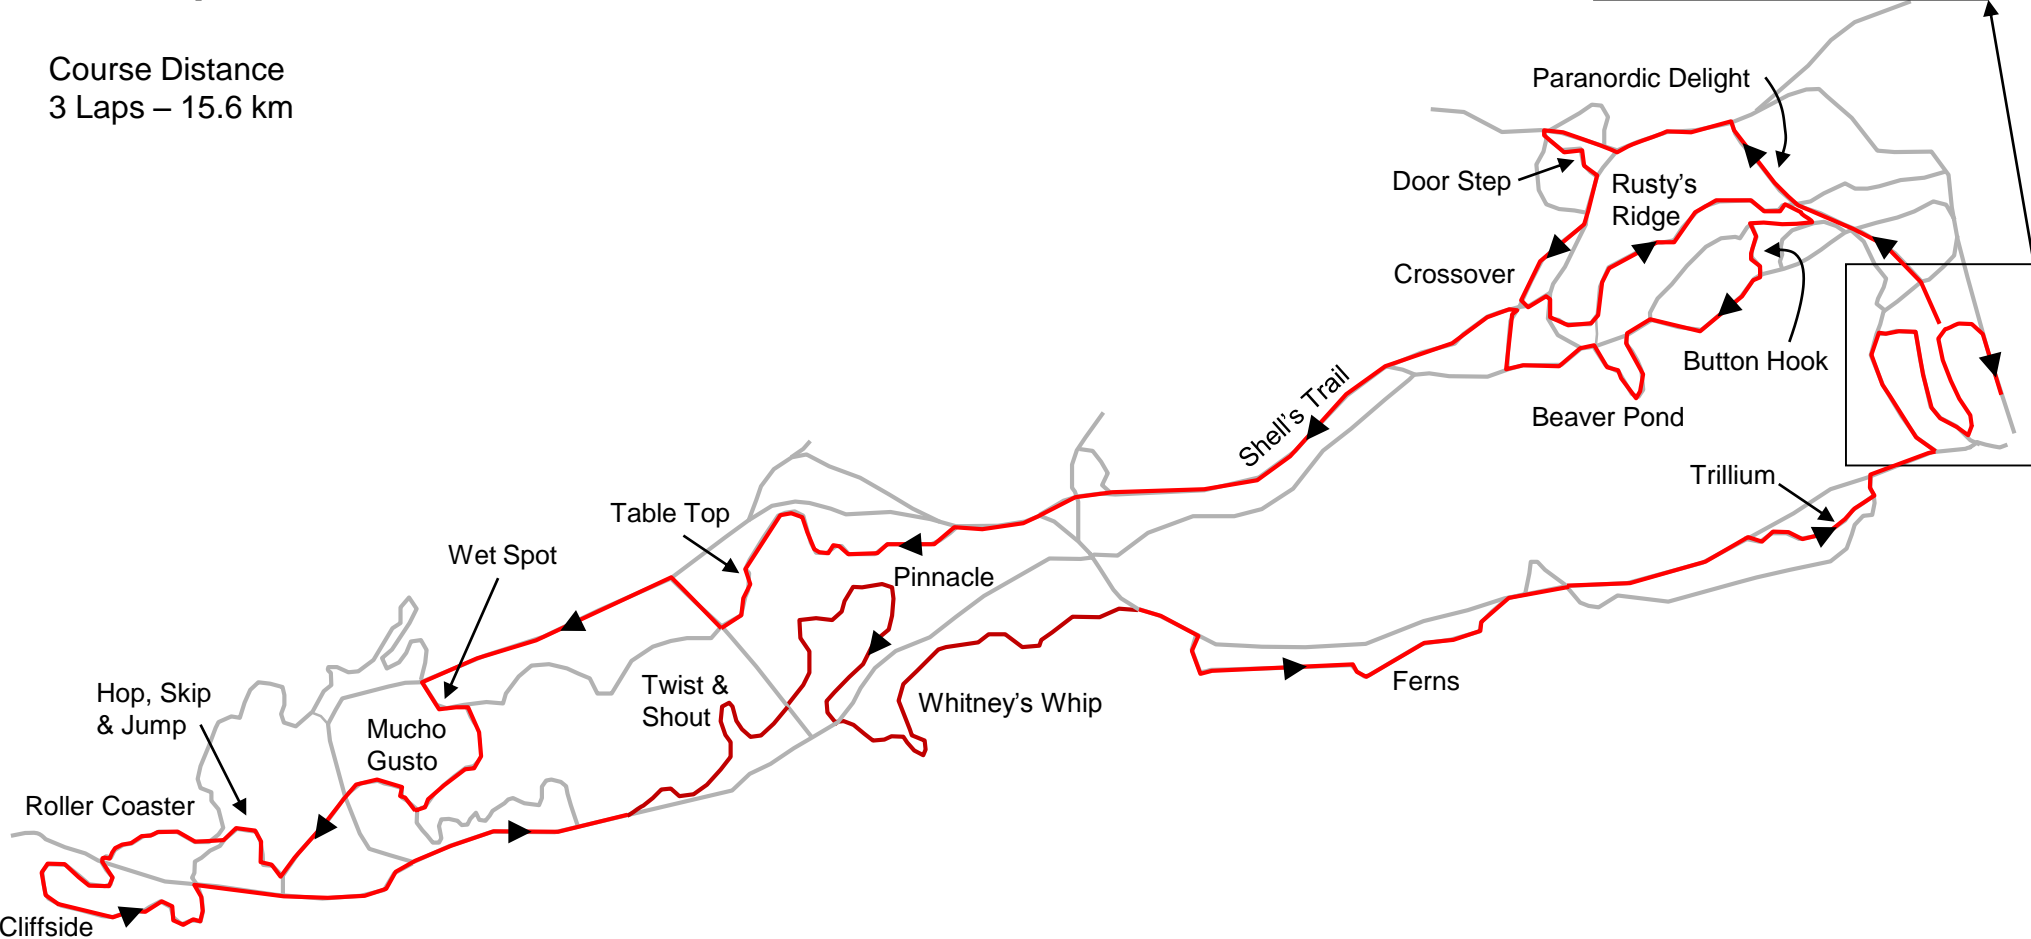 Course Distance
3 Laps – 15.6 km
Paranordic Delight
Door Step
Rusty's
Ridge
Crossover
Button Hook
Beaver Pond
Shell's Trail
Trillium
Table Top
Wet Spot
Pinnacle
Twist &
Shout
Whitney's Whip
Ferns
Hop, Skip
& Jump
Mucho
Gusto
Roller Coaster
Cliffside